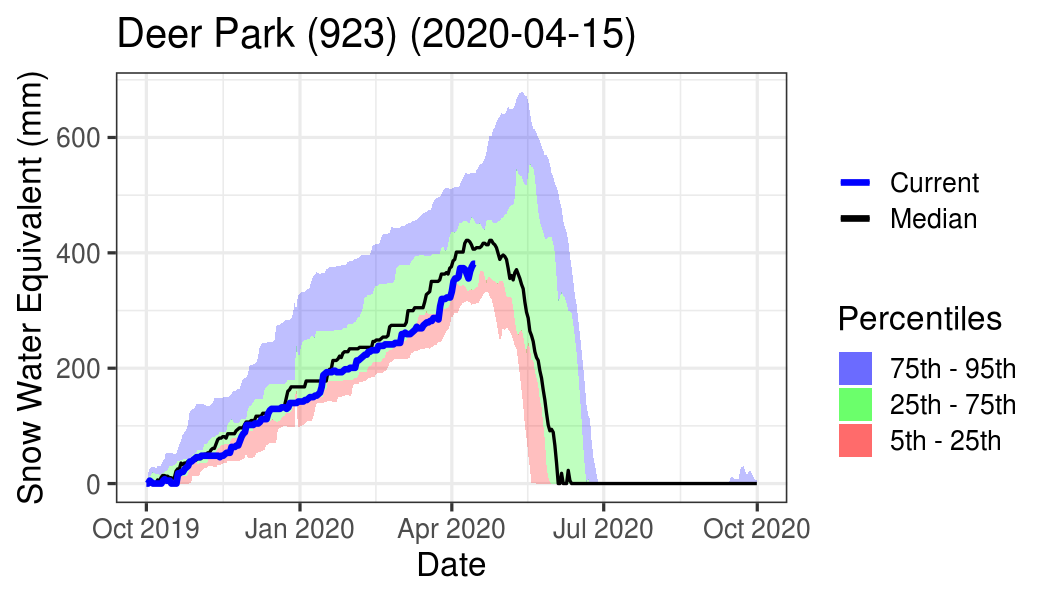 Deer Park (923) (2020-04-15)
Snow Water Equivalent (mm)
600
400
200
0
Oct 2019 Jan 2020 Apr 2020 Jul 2020 Oct 2020
Date
Current
Median
Percentiles
75th - 95th
25th - 75th
5th - 25th